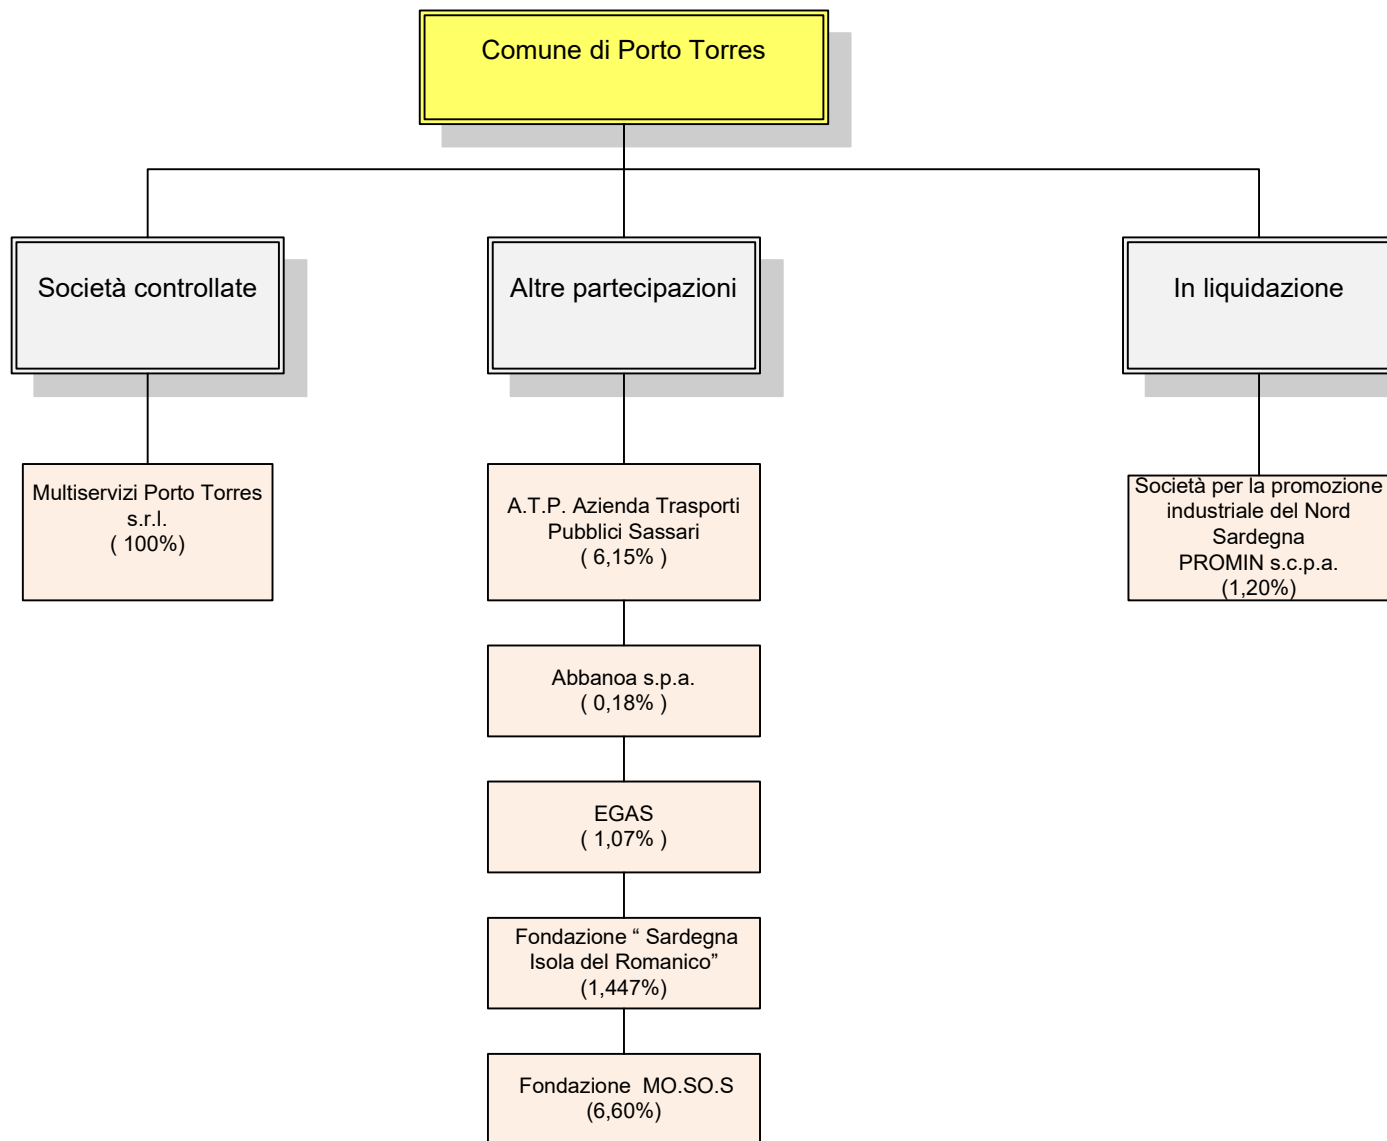 Comune di Porto Torres
Società controllate
Altre partecipazioni
In liquidazione
Multiservizi Porto Torres
s.r.l.
( 100%)
A.T.P. Azienda Trasporti
Pubblici Sassari
( 6,15% )
Società per la promozione
industriale del Nord
Sardegna
PROMIN s.c.p.a.
(1,20%)
Abbanoa s.p.a.
( 0,18% )
EGAS
( 1,07% )
Fondazione “ Sardegna
Isola del Romanico”
(1,447%)
Fondazione  MO.SO.S
(6,60%)